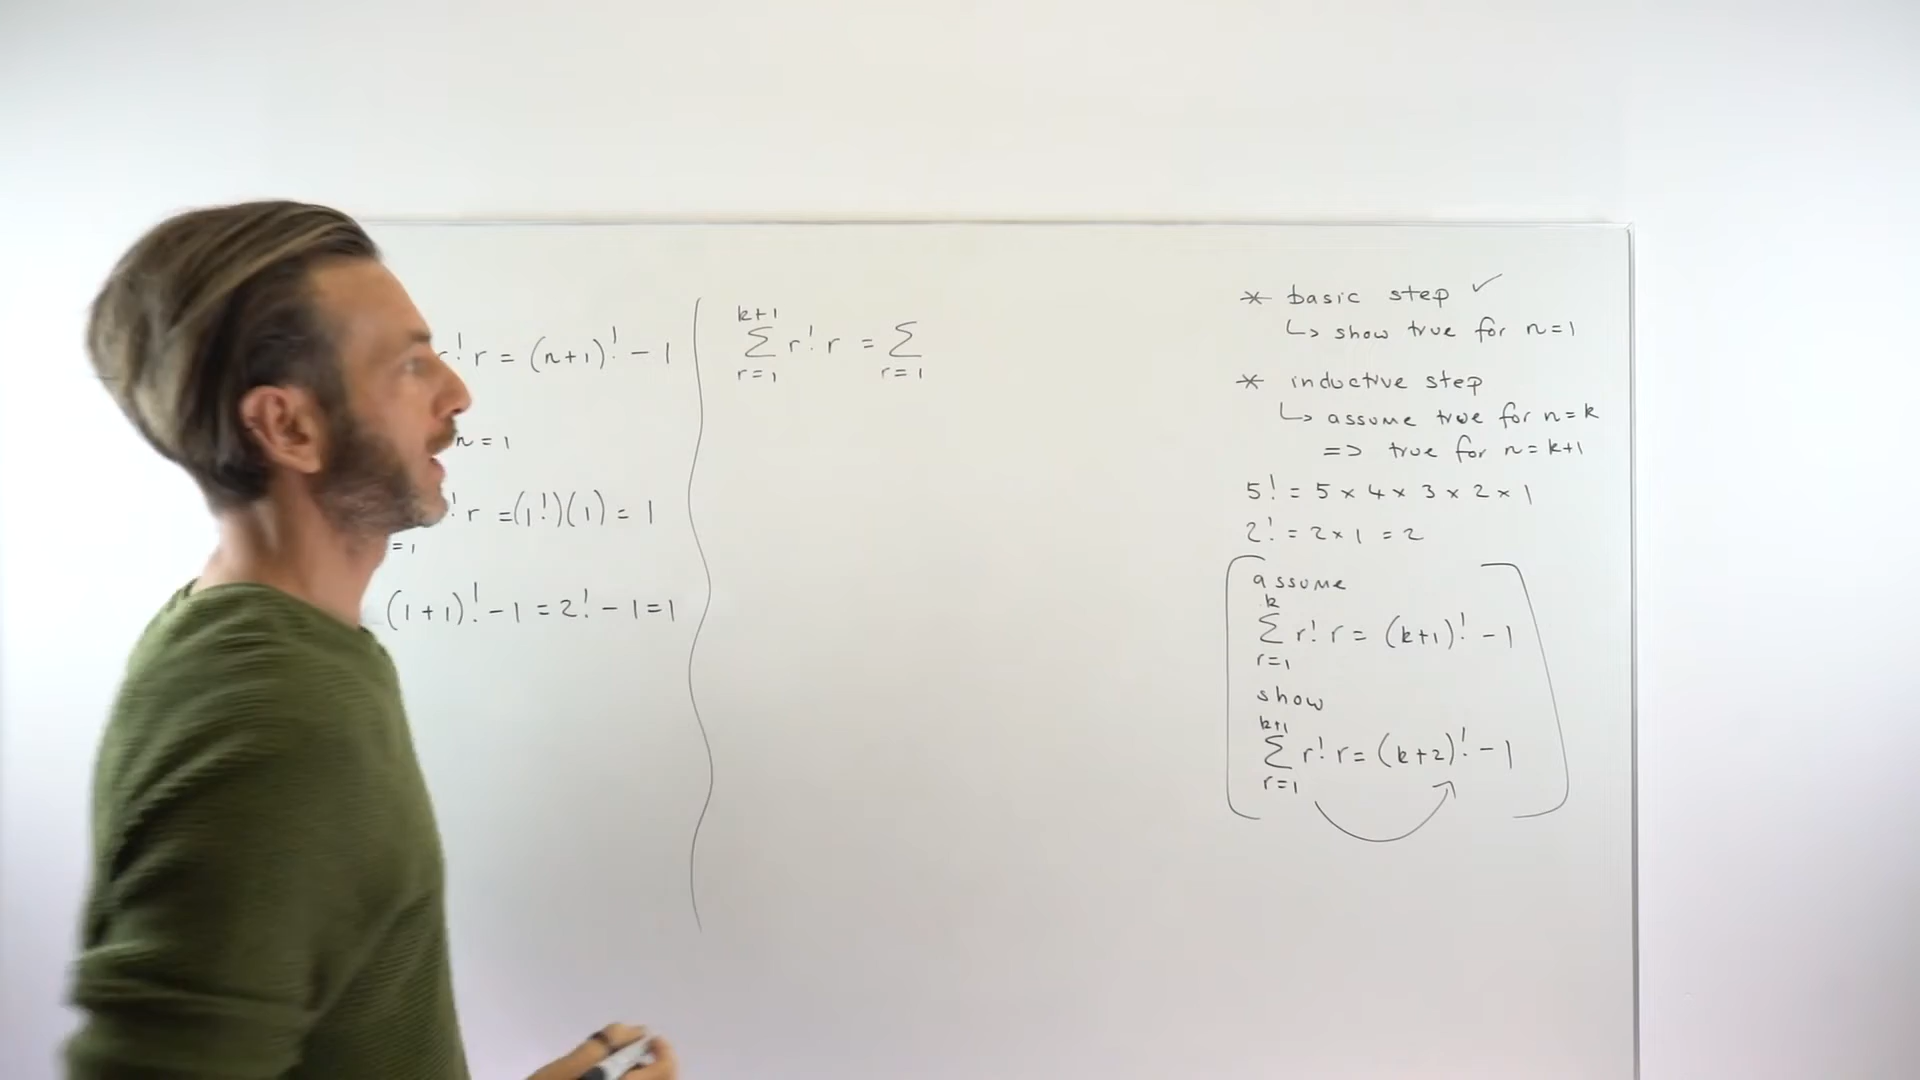 r!r = (n+1)! - 1
n = 1
!r = (1!)(1) = 1
= 1
(1+1)! - 1 = 2! - 1 = 1
k+1
∑ r!r = ∑
r=1 r=1
* basic step ✓
↳ show true for n=1
* inductive step
↳ assume true for n=k
=> true for n=k+1
5! = 5 × 4 × 3 × 2 × 1
2! = 2 × 1 = 2
assume
k
∑ r!r = (k+1)! - 1
r=1
show
k+1
∑ r!r = (k+2)! - 1
r=1